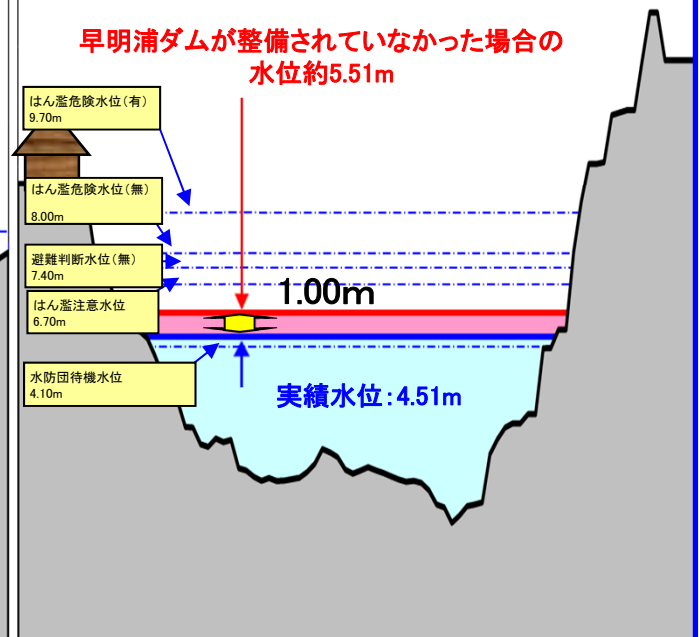 早明浦ダムが整備されていなかった場合の
水位約5.51m
はん濫危険水位(有)
9.70m
はん濫危険水位(無)
8.00m
避難判断水位(無)
7.40m
はん濫注意水位
6.70m
1.00m
水防団待機水位
4.10m
実績水位:4.51m